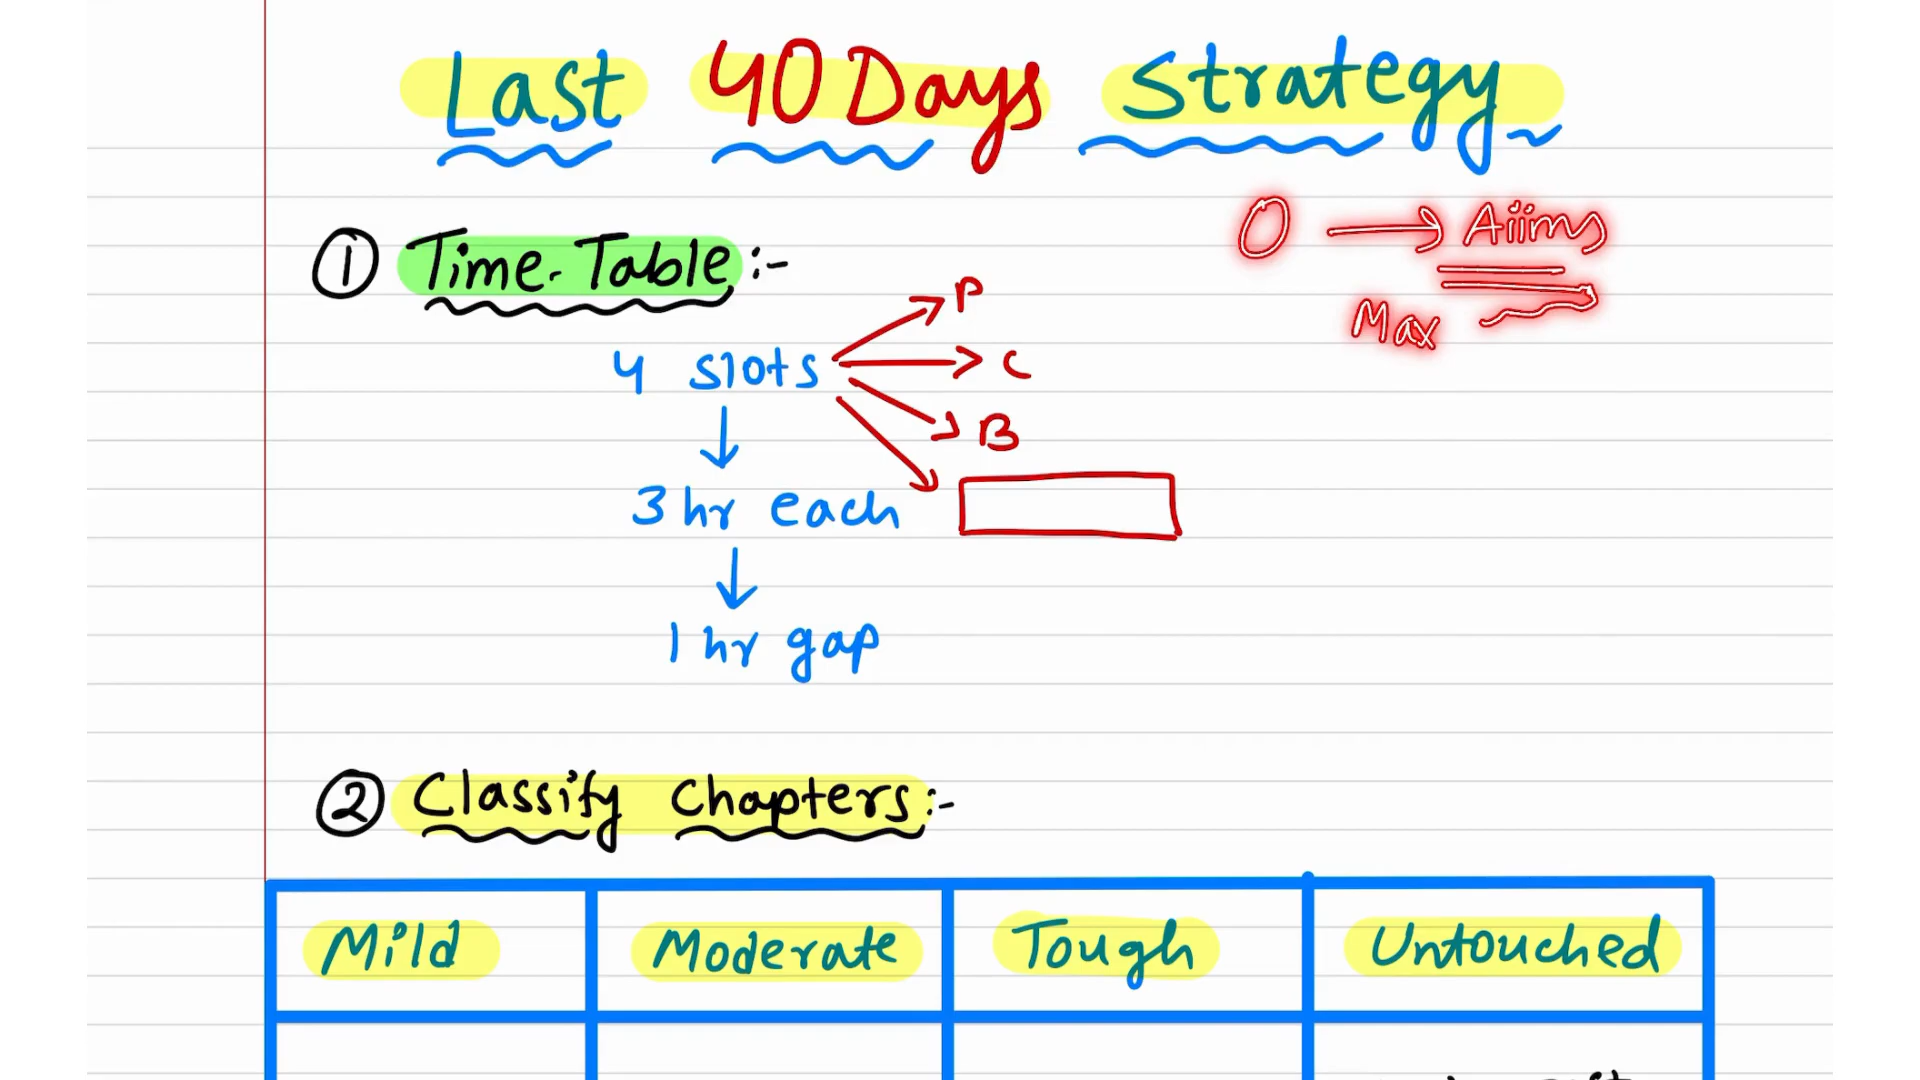 Last 40 Days Strategy
0 → Aiims
Max
① Time-Table :-
P
4 slots
C
B
3 hr each
1 hr gap
② Classify Chapters :-
Mild Moderate Tough Untouched